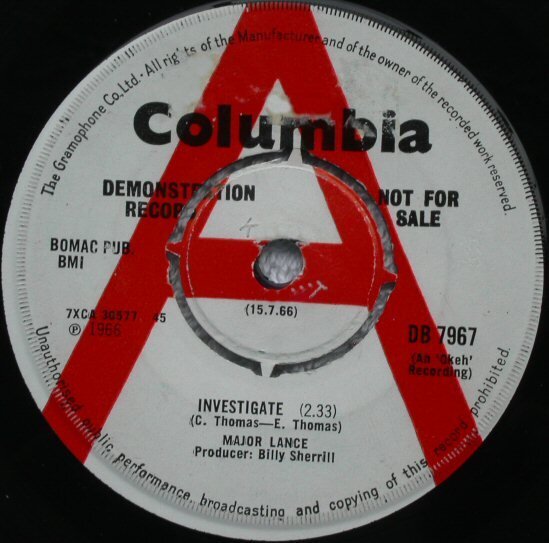 The Gramophone Co., Ltd. · All rig'ts of the Manufacturer and of the owner of the recorded work reserved.
Columbia
DEMONSTRATION
RECORD
NOT FOR
SALE
BOMAC PUB.
BMI
7XCA 30577 45
℗ 1966
(15.7.66)
DB 7967
(An 'Okeh'
Recording)
INVESTIGATE (2.33)
(C. Thomas—E. Thomas)
MAJOR LANCE
Producer: Billy Sherrill
Unauthorised public performance, broadcasting and copying of this record prohibited.